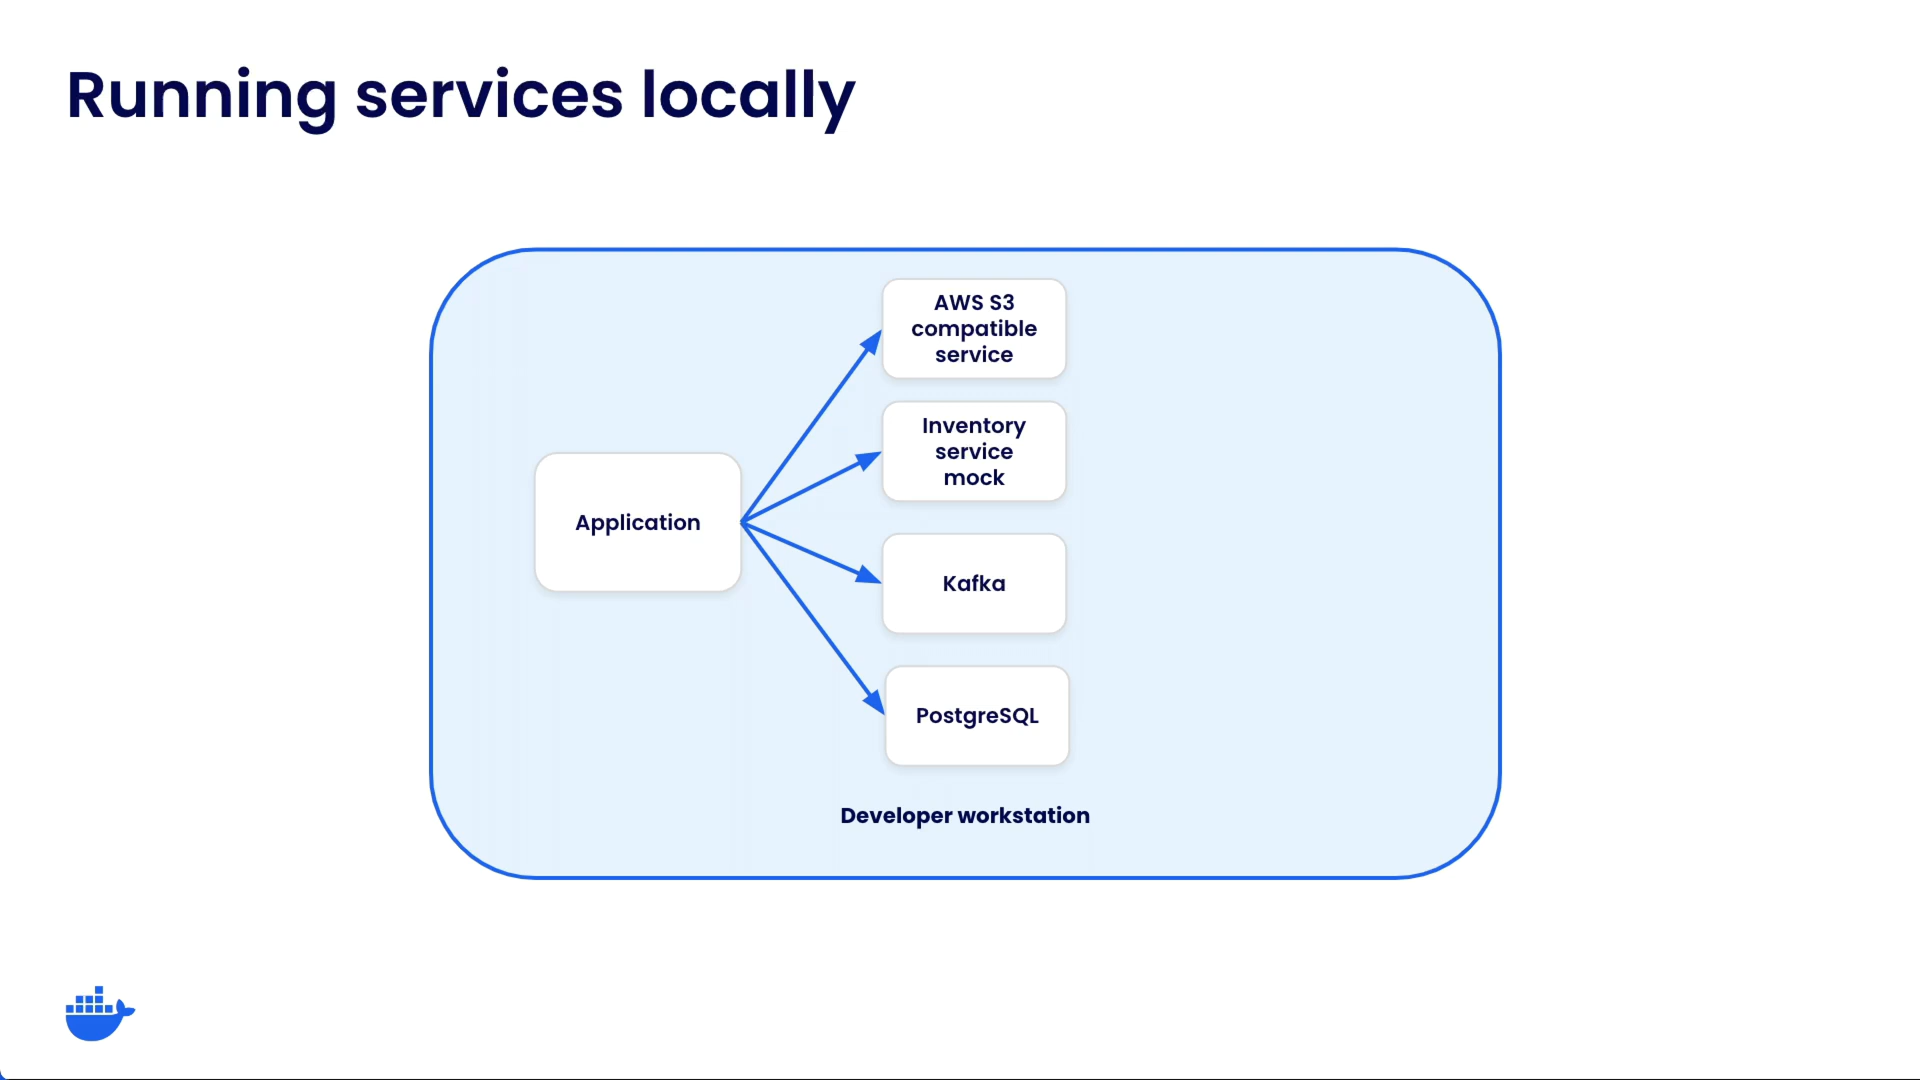 Running services locally
AWS S3
compatible
service
Inventory
service
mock
Application
Kafka
PostgreSQL
Developer workstation